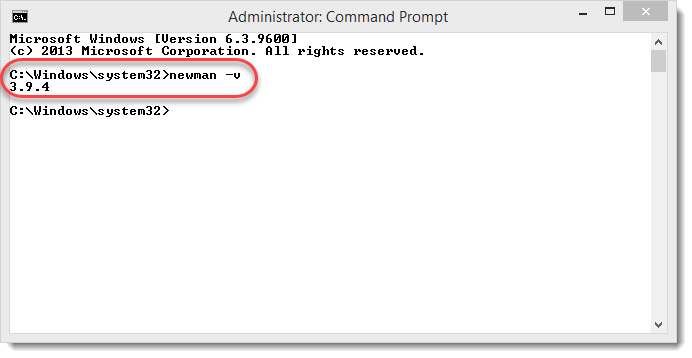 Administrator: Command Prompt
Microsoft Windows [Version 6.3.9600]
(c) 2013 Microsoft Corporation. All rights reserved.
C:\Windows\system32>newman -v
3.9.4
C:\Windows\system32>